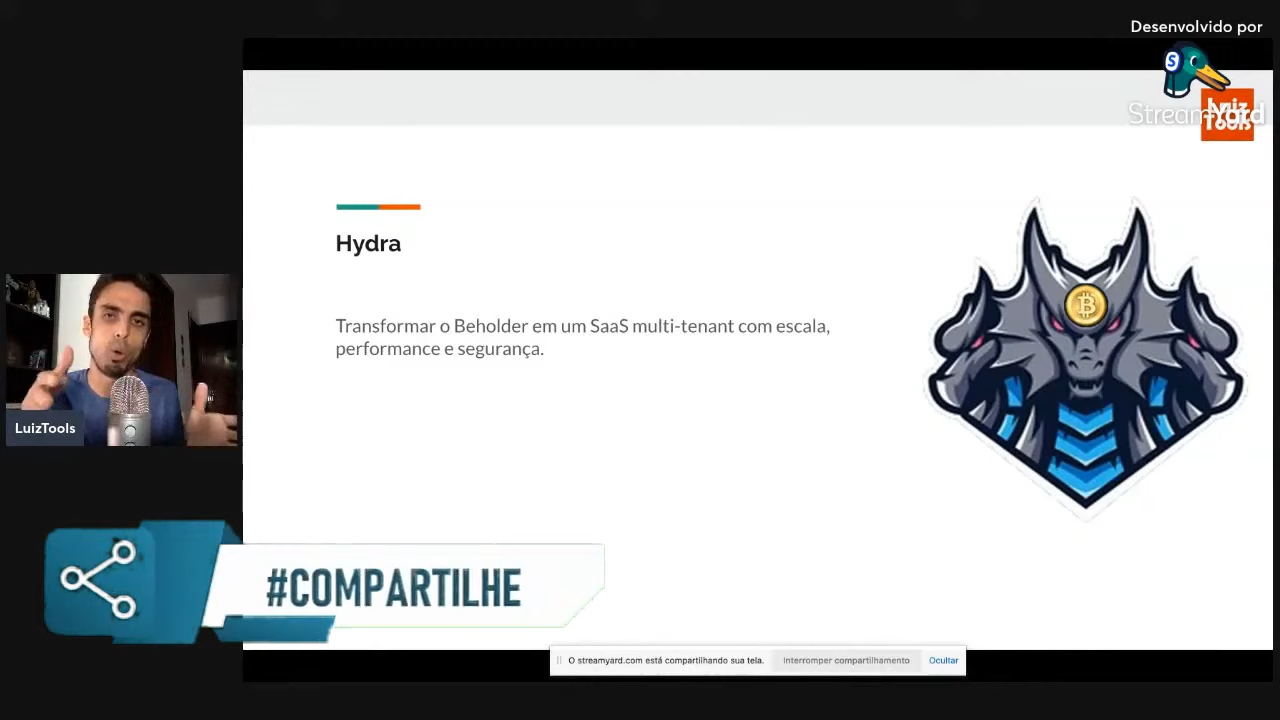 Desenvolvido por
StreamYard
Luiz
Tools
Hydra
Transformar o Beholder em um SaaS multi-tenant com escala,
performance e segurança.
LuizTools
#COMPARTILHE
O streamyard.com está compartilhando sua tela.
Interromper compartilhamento
Ocultar